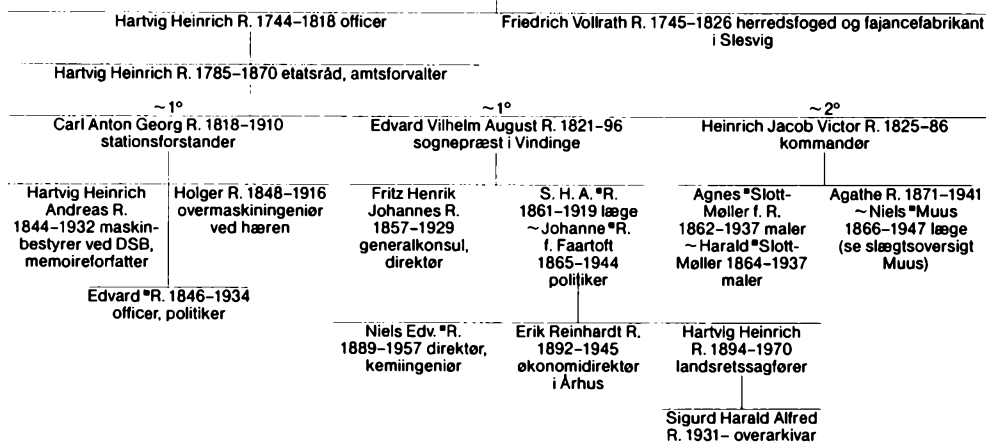 Hartvig Heinrich R. 1744–1818 officer
Friedrich Vollrath R. 1745–1826 herredsfoged og fajancefabrikant
i Slesvig
Hartvig Heinrich R. 1785–1870 etatsråd, amtsforvalter
~1°
Carl Anton Georg R. 1818–1910
stationsforstander
~1°
Edvard Vilhelm August R. 1821–96
sognepræst i Vindinge
~2°
Heinrich Jacob Victor R. 1825–86
kommandør
Hartvig Heinrich
Andreas R.
1844–1932 maskin-
bestyrer ved DSB,
memoireforfatter
Holger R. 1848–1916
overmaskiningeniør
ved hæren
Fritz Henrik
Johannes R.
1857–1929
generalkonsul,
direktør
S. H. A. ■R.
1861–1919 læge
~Johanne ■R.
f. Faartoft
1865–1944
politiker
Agnes ■Slott-
Møller f. R.
1862–1937 maler
~Harald ■Slott-
Møller 1864–1937
maler
Agathe R. 1871–1941
~Niels ■Muus
1866–1947 læge
(se slægtsoversigt
Muus)
Edvard ■R. 1846–1934
officer, politiker
Niels Edv. ■R.
1889–1957 direktør,
kemiingeniør
Erik Reinhardt R.
1892–1945
økonomidirektør
i Århus
Hartvig Heinrich
R. 1894–1970
landsretssagfører
Sigurd Harald Alfred
R. 1931– overarkivar